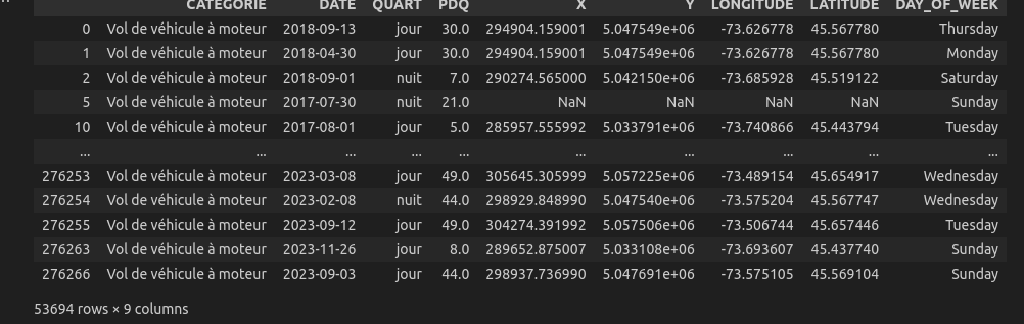 CATEGORIE DATE QUART PDQ X Y LONGITUDE LATITUDE DAY_OF_WEEK
0 Vol de véhicule à moteur 2018-09-13 jour 30.0 294904.159001 5.047549e+06 -73.626778 45.567780 Thursday
1 Vol de véhicule à moteur 2018-04-30 jour 30.0 294904.159001 5.047549e+06 -73.626778 45.567780 Monday
2 Vol de véhicule à moteur 2018-09-01 nuit 7.0 290274.565000 5.042150e+06 -73.685928 45.519122 Saturday
5 Vol de véhicule à moteur 2017-07-30 nuit 21.0 NaN NaN NaN NaN Sunday
10 Vol de véhicule à moteur 2017-08-01 jour 5.0 285957.555992 5.033791e+06 -73.740866 45.443794 Tuesday
... ... ... ... ... ... ... ... ... ...
276253 Vol de véhicule à moteur 2023-03-08 jour 49.0 305645.305999 5.057225e+06 -73.489154 45.654917 Wednesday
276254 Vol de véhicule à moteur 2023-02-08 nuit 44.0 298929.848990 5.047540e+06 -73.575204 45.567747 Wednesday
276255 Vol de véhicule à moteur 2023-09-12 jour 49.0 304274.391992 5.057506e+06 -73.506744 45.657446 Tuesday
276263 Vol de véhicule à moteur 2023-11-26 jour 8.0 289652.875007 5.033108e+06 -73.693607 45.437740 Sunday
276266 Vol de véhicule à moteur 2023-09-03 jour 44.0 298937.736990 5.047691e+06 -73.575105 45.569104 Sunday
53694 rows × 9 columns